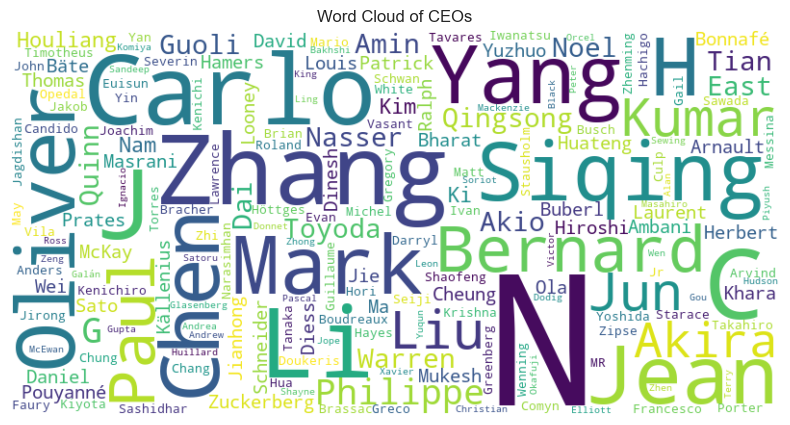 Word Cloud of CEOs
Houliang
Yan
Timotheus
Komiya
Severin
Guoli
David
Mario
Bakhshi
Amin
Iwanatsu
Orcel
Tavares
Noel
Bonnafé
John
Bäte
Sandeep
Hamers
Louis
Patrick
Yang
H
Yuzhuo
Zhenming
Hachigo
Tian
Thomas
Euisun
Carlo
King
Schwan
White
Ralph
Kim
Gail
East
Opedal
Jakob
Yin
Kenichi
Looney
Ling
Vasant
Mackenzie
Black
Peter
Sawada
Kumar
Candido
Joachim
Brian
Roland
Nasser
Qingsong
Busch
Sewing
Messina
Jagdishan
Oliver
Quinn
Nam
Masrani
Zhang
Lawrence
Dinesh
Gregory
Bharat
Matt
Huateng
Stausholm
Culp
Alan
Masahiro
Arnault
Piyush
J
Dai
Hottges
Evan
Michel
Ki
Ivan
Siqing
Soriot
Laurent
May
Vila
Prates
Torres
Ignacio
Bracher
Donnet
Toyoda
Darryl
Akio
Buberl
Hiroshi
Ambani
Herbert
Ross
McKay
Zhi
Narasimhan
Zhong
Guillaume
Leon
Bernard
Victor
Wen
Jr
Arvind
Hudson
C
Anders
Zeng
Wei
Kenichiro
Paul
Källenius
Satoru
Chen
Mark
Jie
Shaofeng
Jun
Khara
Galán
Sato
Glasenberg
Pascal
Hori
Ma
Seiji
Cheung
Ola
Dodig
Gou
Jirong
G
Andrea
Andrew
Jianhong
Li
Tanaka
Diess
Boudreaux
Yuqun
Krishna
Liu
Greenberg
N
Yoshida
Starace
Takahiro
McEwan
Gupta
Chung
Huillard
Schneider
Jope
Hayes
Wenning
Okafuji
Zipse
Akira
Daniel
Chang
Doukeris
Warren
MR
Pouyanné
Hua
Xavier
Mukesh
Jean
Zhen
Terry
Faury
Kiyota
Zuckerberg
Shayne
Philippe
Comyn
Francesco
Porter
Sashidhar
Brassac
Greco
Christian
Elliott